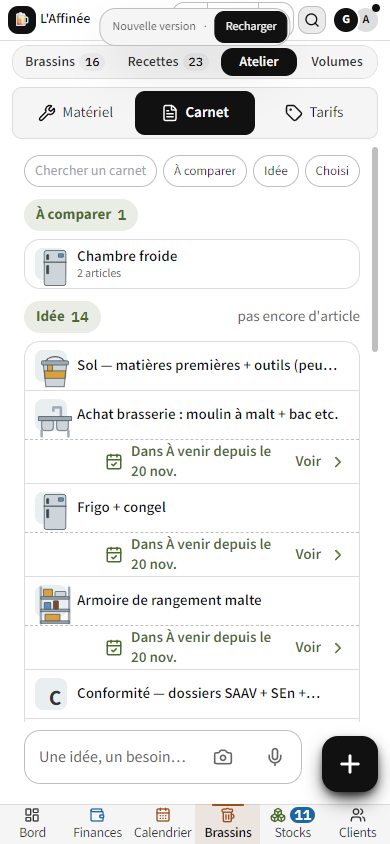 L'Affinée
Nouvelle version · Recharger
G A
Brassins 16 Recettes 23 Atelier Volumes
Matériel Carnet Tarifs
Chercher un carnet À comparer Idée Choisi
À comparer 1
Chambre froide
2 articles
Idée 14 pas encore d'article
Sol — matières premières + outils (peu…
Achat brasserie : moulin à malt + bac etc.
Dans À venir depuis le
20 nov.
Voir
Frigo + congel
Dans À venir depuis le
20 nov.
Voir
Armoire de rangement malte
Dans À venir depuis le
20 nov.
Voir
C Conformité — dossiers SAAV + SEn +…
Une idée, un besoin…
11
Bord Finances Calendrier Brassins Stocks Clients